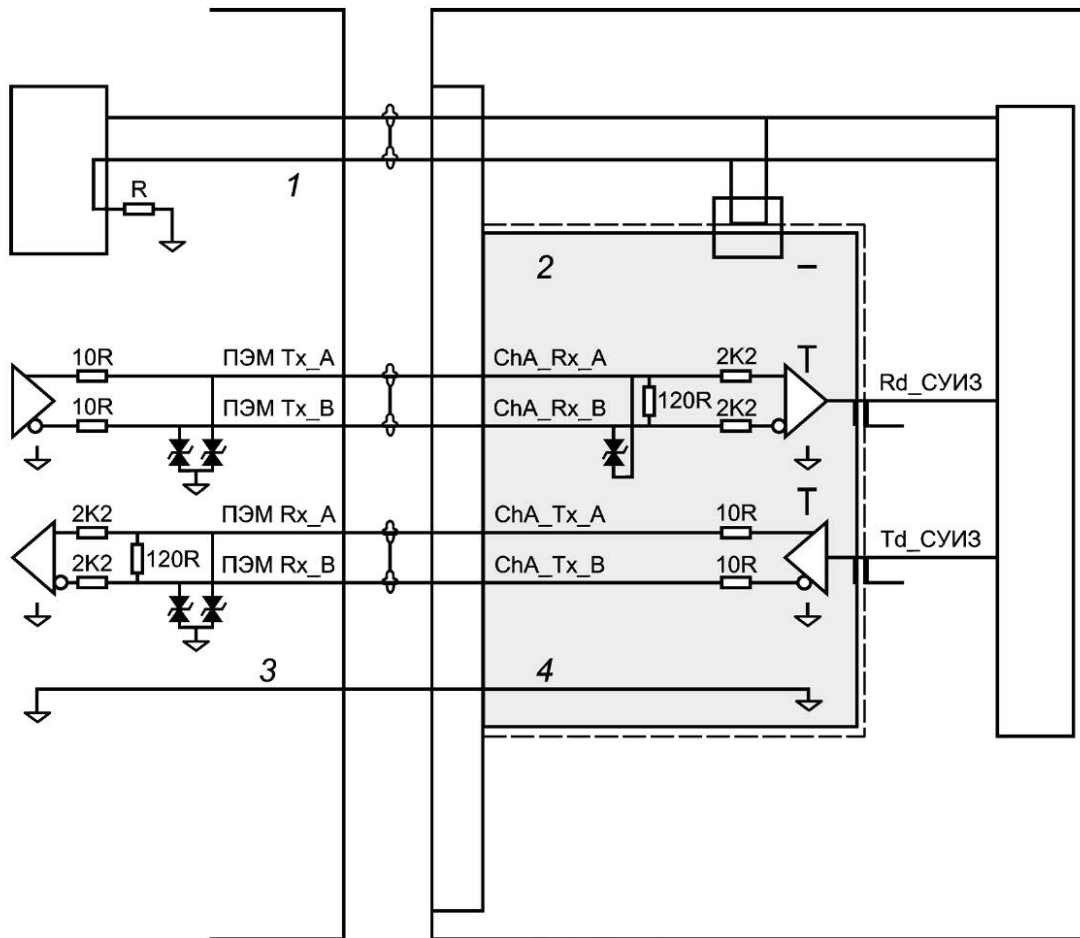 1
R
2
10R
ПЭМ Tx_A
ChA_Rx_A
2K2
10R
ПЭМ Tx_B
ChA_Rx_B
120R
2K2
Rd_СУИЗ
2K2
ПЭМ Rx_A
ChA_Tx_A
10R
120R
2K2
ПЭМ Rx_B
ChA_Tx_B
10R
Td_СУИЗ
3
4